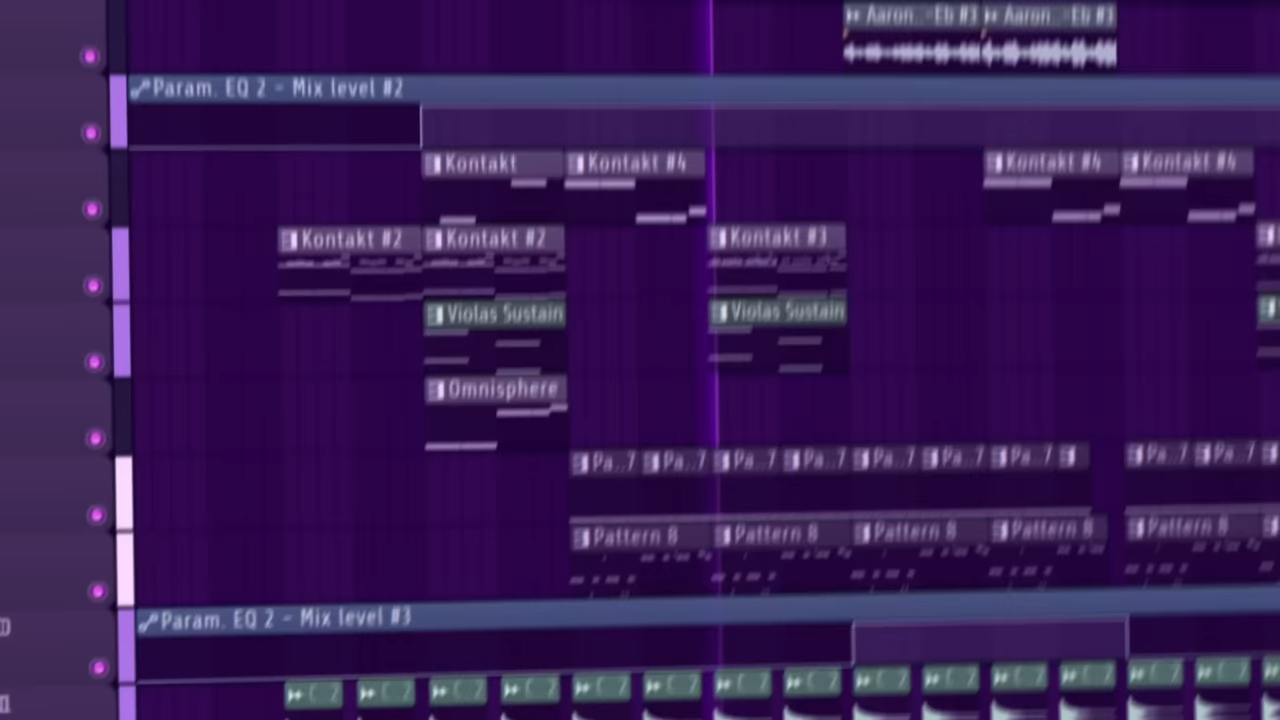 Aaron.. - Eb #3 Aaron.. - Eb #3
Param. EQ 2 - Mix level #2
Kontakt Kontakt #4 Kontakt #4 Kontakt #4
Kontakt #2 Kontakt #2 Kontakt #3
Violas Sustain Violas Sustain
Omnisphere
Pa..7 Pa..7 Pa..7 Pa..7 Pa..7 Pa..7 Pa..7 Pa..7 Pa..7
Pattern 8 Pattern 8 Pattern 8 Pattern 8 Pattern 8
Param. EQ 2 - Mix level #3